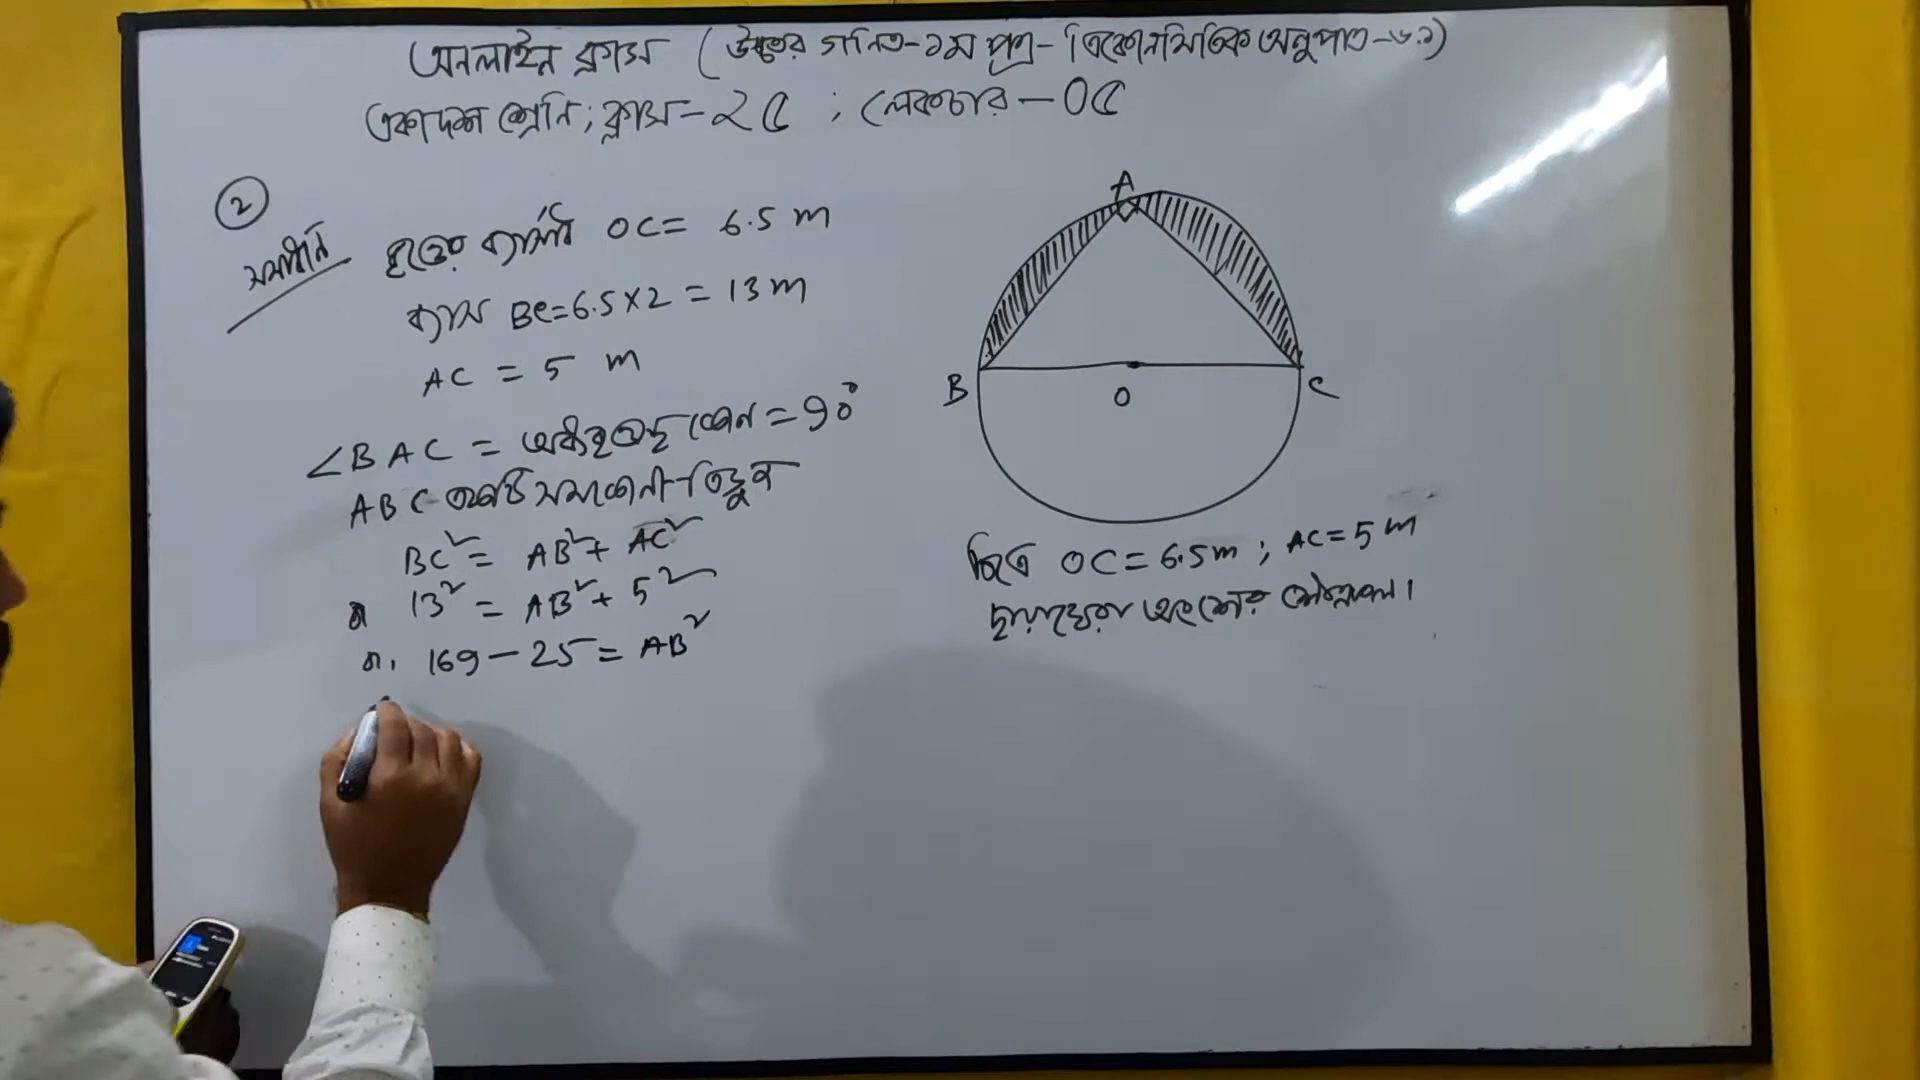 অনলাইন ক্লাস (উচ্চতর গনিত-১ম পত্র- ত্রিকোনমিতিক অনুপাত-৬.১)
একাদশ শ্রেনি; ক্লাস-২৫ ; লেকচার-০৫
2
সমাধান
বৃত্তের ব্যাসার্ধ OC= 6.5 m
ব্যাস BC=6.5×2 = 13 m
AC = 5 m
∠BAC = অর্ধবৃত্তস্থ কোন = 90°
ABC একটি সমকোনী ত্রিভুজ
BC² = AB² + AC²
বা 13² = AB² + 5²
বা, 169 - 25 = AB²
A
B
O
C
চিত্রে OC = 6.5m ; AC = 5 m
ছায়াঘেরা অংশের ক্ষেত্রফল।